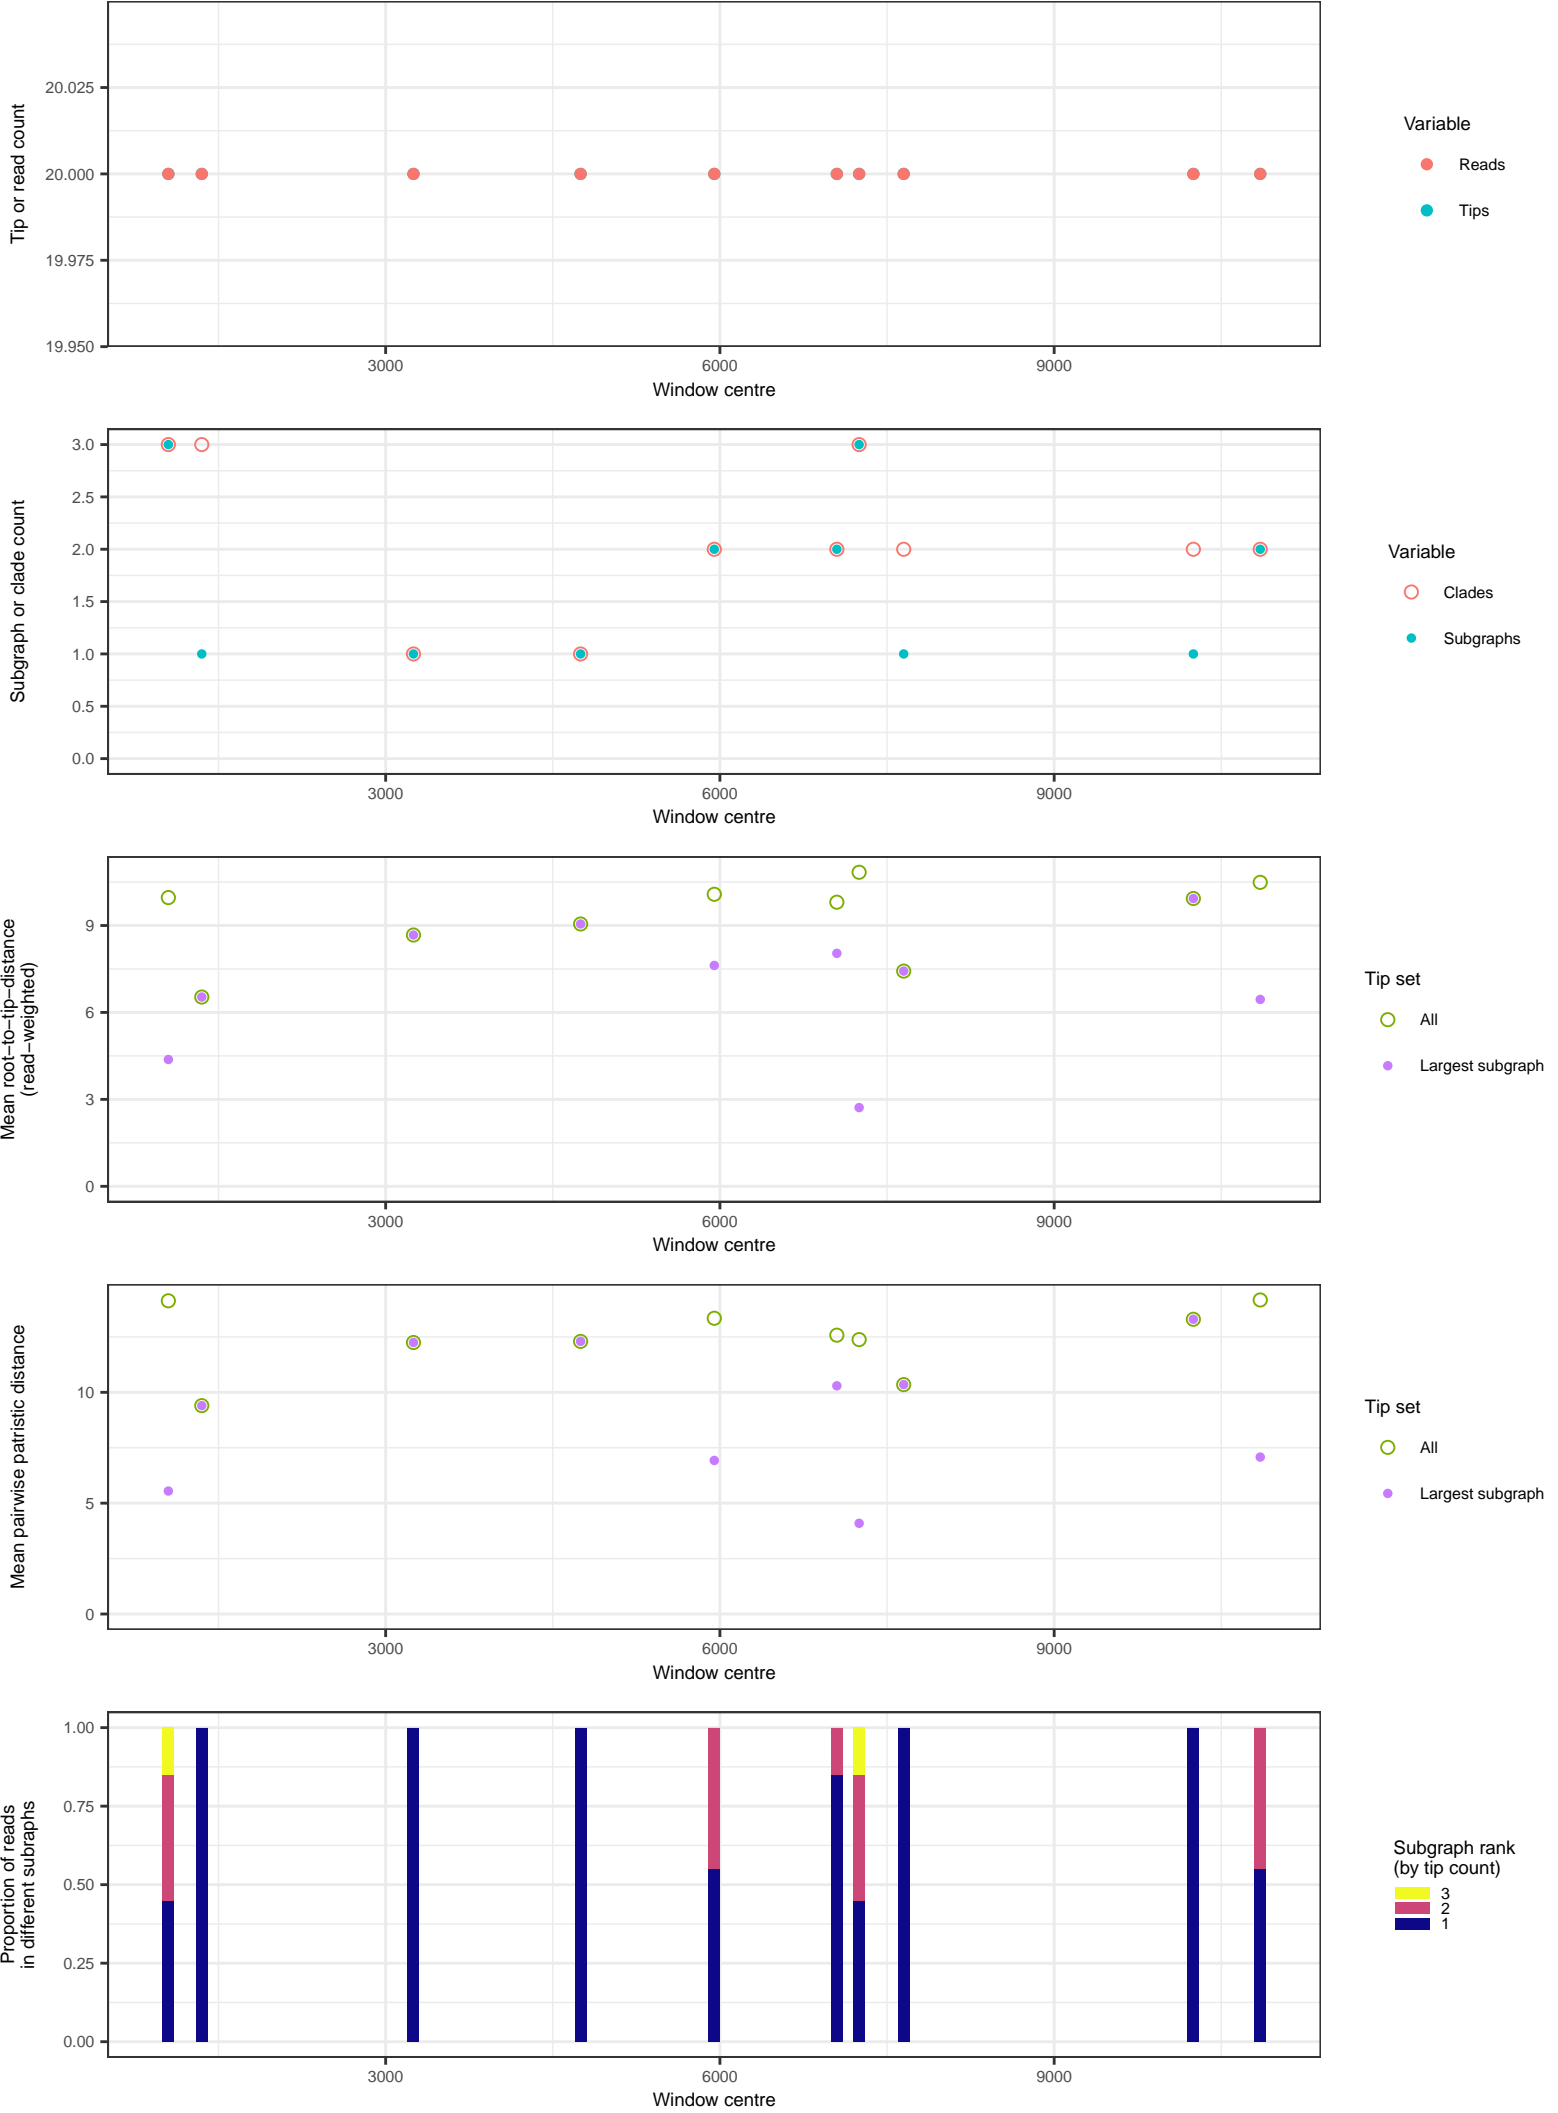 Tip or read count
20.025
20.000
19.975
19.950
3000
6000
9000
Window centre
Variable
Reads
Tips
Subgraph or clade count
3.0
2.5
2.0
1.5
1.0
0.5
0.0
3000
6000
9000
Window centre
Variable
Clades
Subgraphs
Mean root−to−tip−distance
(read−weighted)
9
6
3
0
3000
6000
9000
Window centre
Tip set
All
Largest subgraph
Mean pairwise patristic distance
10
5
0
3000
6000
9000
Window centre
Tip set
All
Largest subgraph
Proportion of reads
in different subraphs
1.00
0.75
0.50
0.25
0.00
3000
6000
9000
Window centre
Subgraph rank
(by tip count)
3
2
1